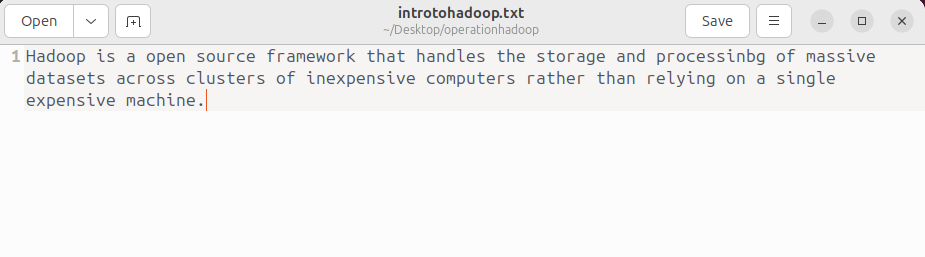 Open
introtohadoop.txt
~/Desktop/operationhadoop
Save
1 Hadoop is a open source framework that handles the storage and processinbg of massive
datasets across clusters of inexpensive computers rather than relying on a single
expensive machine.